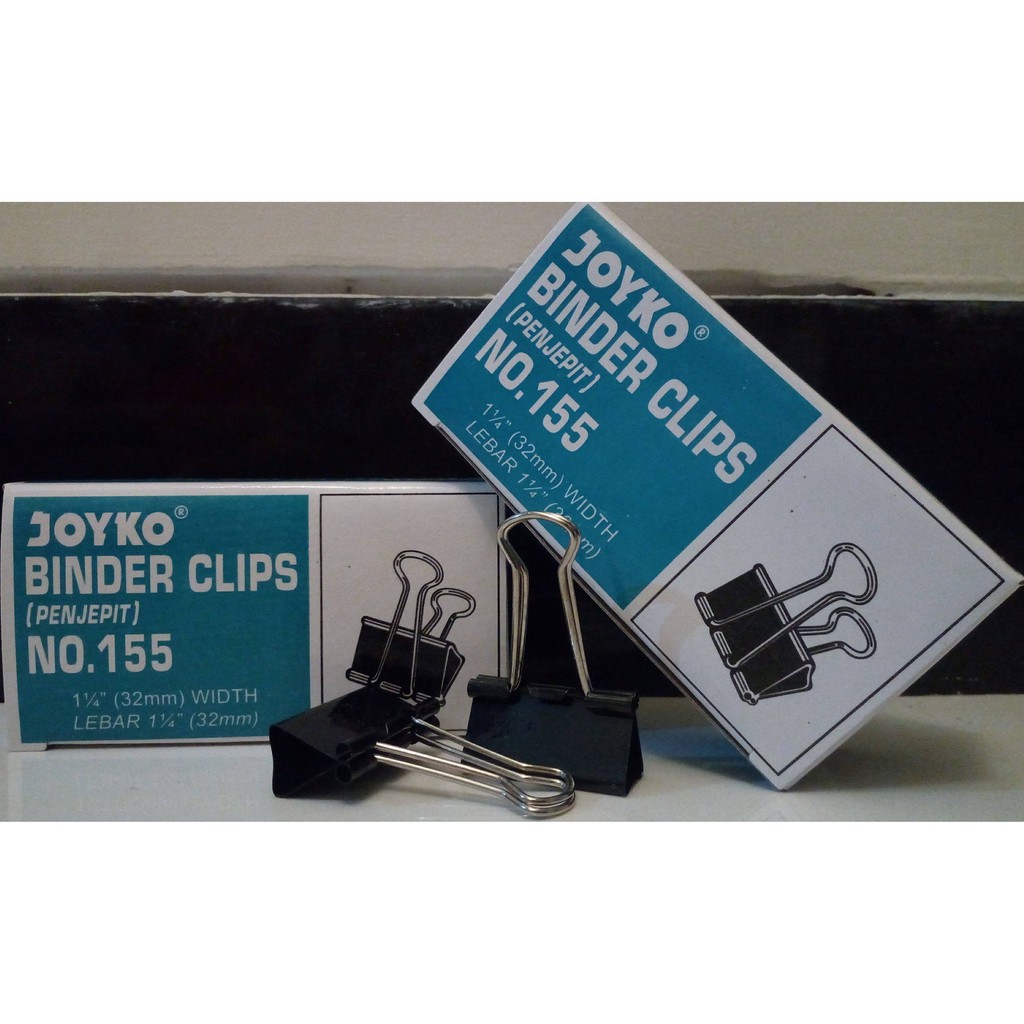 JOYKO®
BINDER CLIPS
(PENJEPIT)
NO.155
1¼" (32mm) WIDTH
LEBAR 1¼" (32mm)
JOYKO®
BINDER CLIPS
(PENJEPIT)
NO.155
1¼" (32mm) WIDTH
LEBAR 1¼" (32mm)